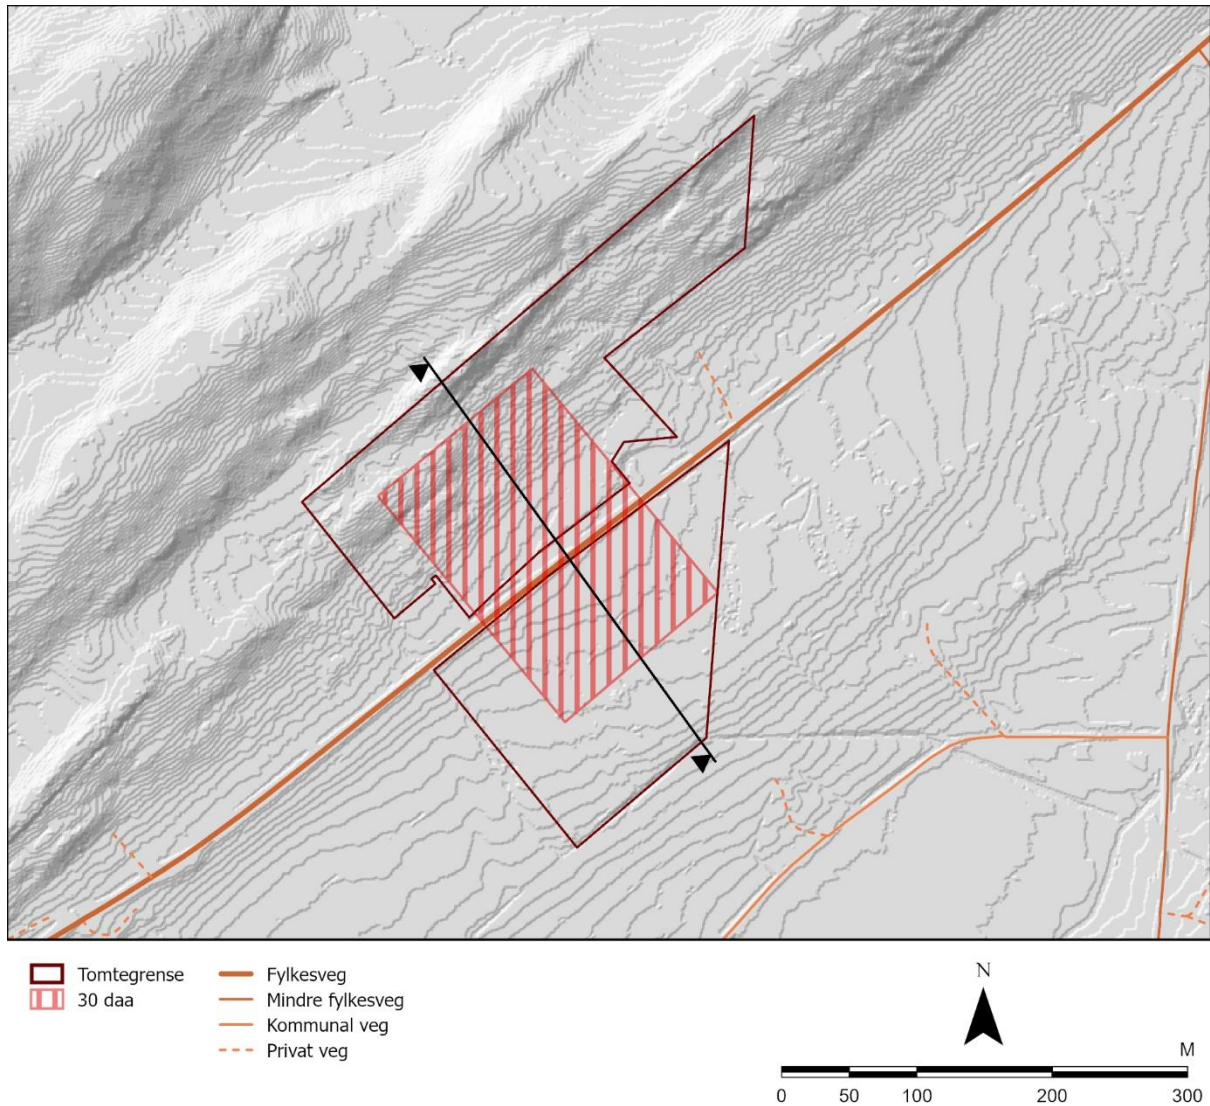 Tomtegrense
30 daa
Fylkesveg
Mindre fylkesveg
Kommunal veg
Privat veg
N
M
0 50 100 200 300